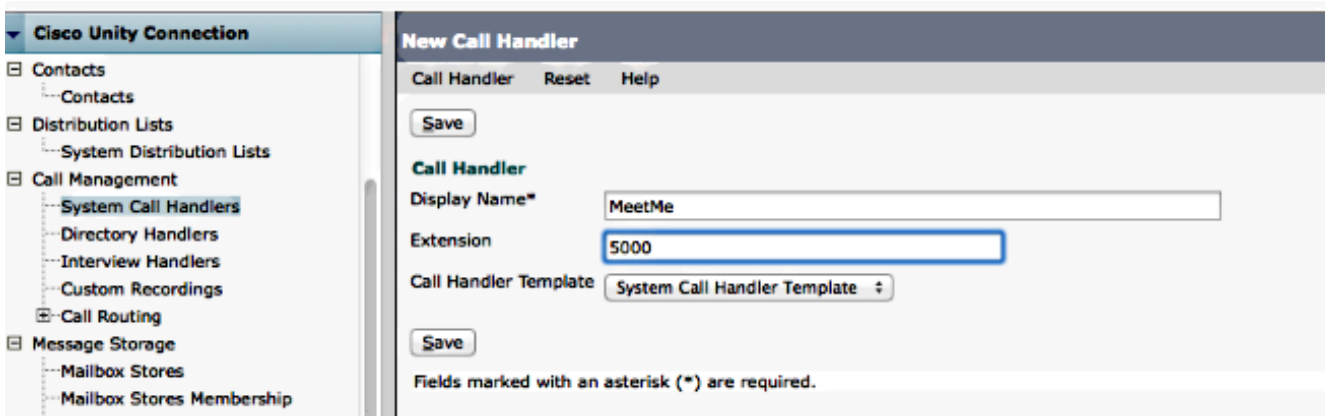 Cisco Unity Connection
Contacts
Contacts
Distribution Lists
System Distribution Lists
Call Management
System Call Handlers
Directory Handlers
Interview Handlers
Custom Recordings
Call Routing
Message Storage
Mailbox Stores
Mailbox Stores Membership
New Call Handler
Call Handler Reset Help
Save
Call Handler
Display Name* MeetMe
Extension 5000
Call Handler Template System Call Handler Template
Save
Fields marked with an asterisk (*) are required.